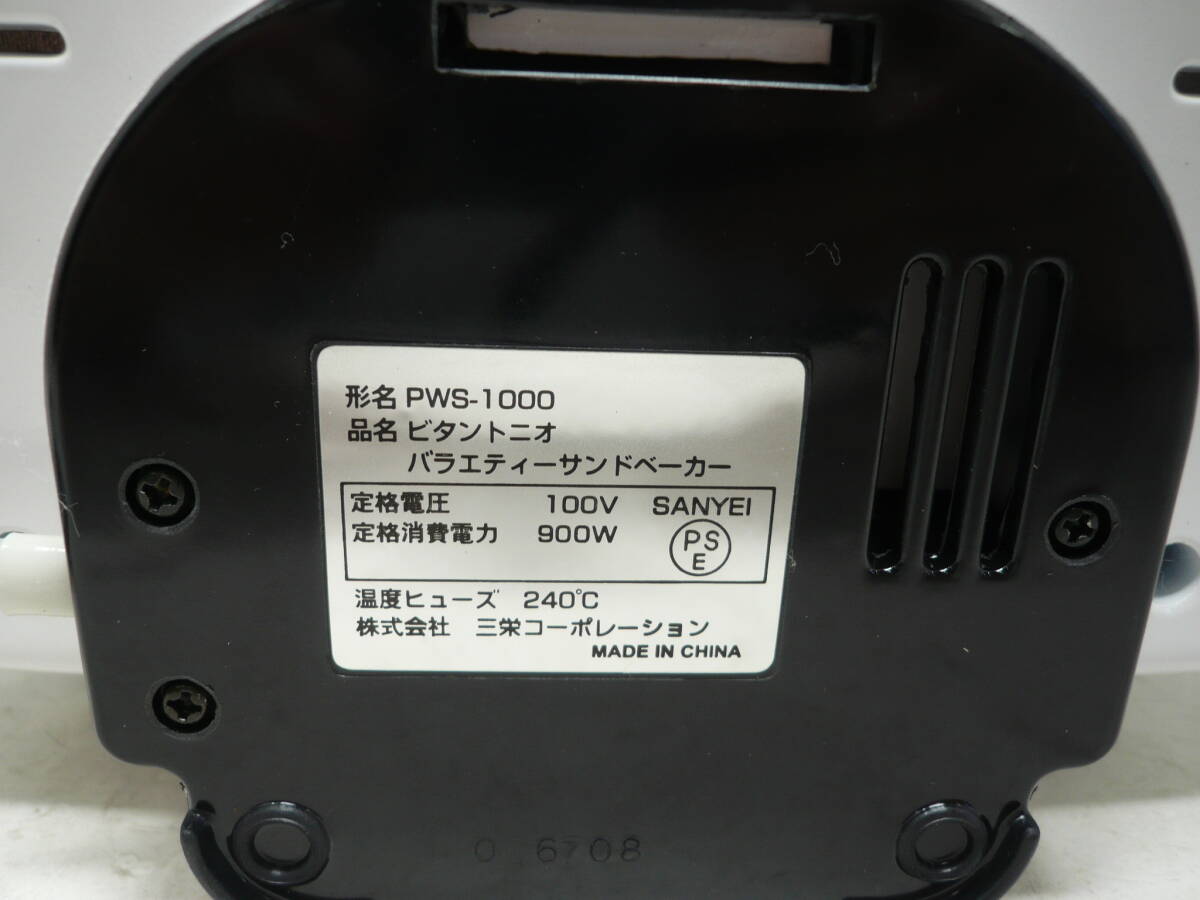 形名 PWS-1000
品名 ビタントニオ
バラエティーサンドベーカー
定格電圧 100V SANYEI
定格消費電力 900W
PS
E
温度ヒューズ 240℃
株式会社 三栄コーポレーション
MADE IN CHINA
0 6708